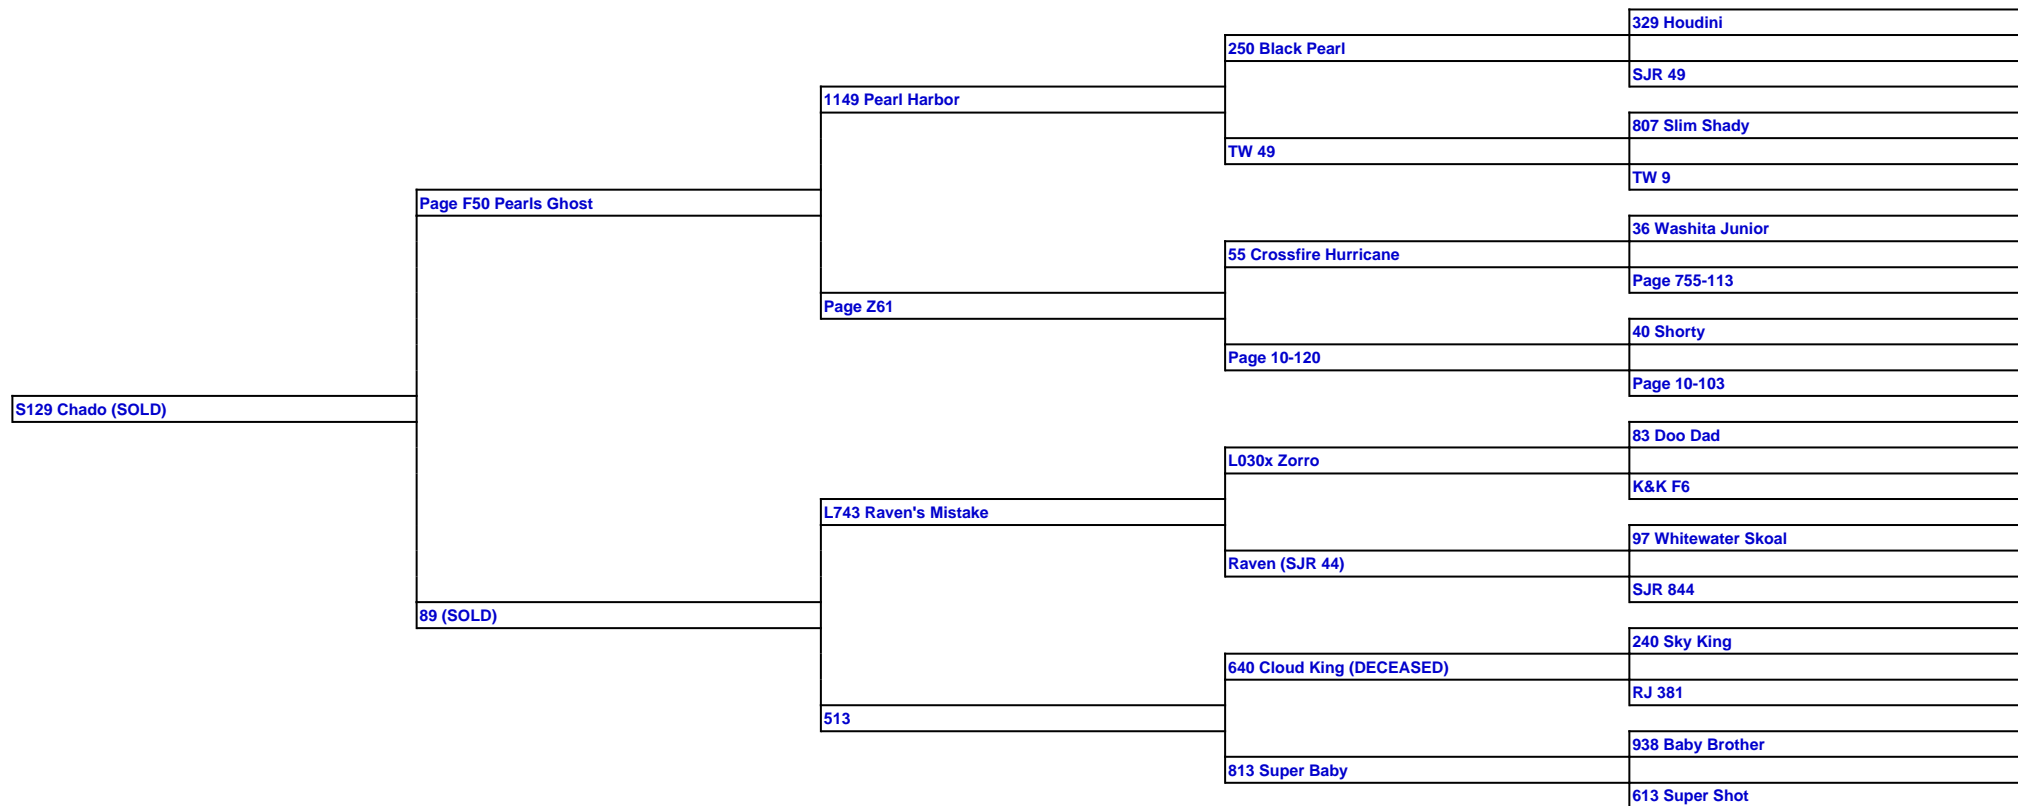 329 Houdini
250 Black Pearl
SJR 49
1149 Pearl Harbor
807 Slim Shady
TW 49
TW 9
Page F50 Pearls Ghost
36 Washita Junior
55 Crossfire Hurricane
Page 755-113
Page Z61
40 Shorty
Page 10-120
Page 10-103
S129 Chado (SOLD)
83 Doo Dad
L030x Zorro
K&K F6
L743 Raven's Mistake
97 Whitewater Skoal
Raven (SJR 44)
SJR 844
89 (SOLD)
240 Sky King
640 Cloud King (DECEASED)
RJ 381
513
938 Baby Brother
813 Super Baby
613 Super Shot